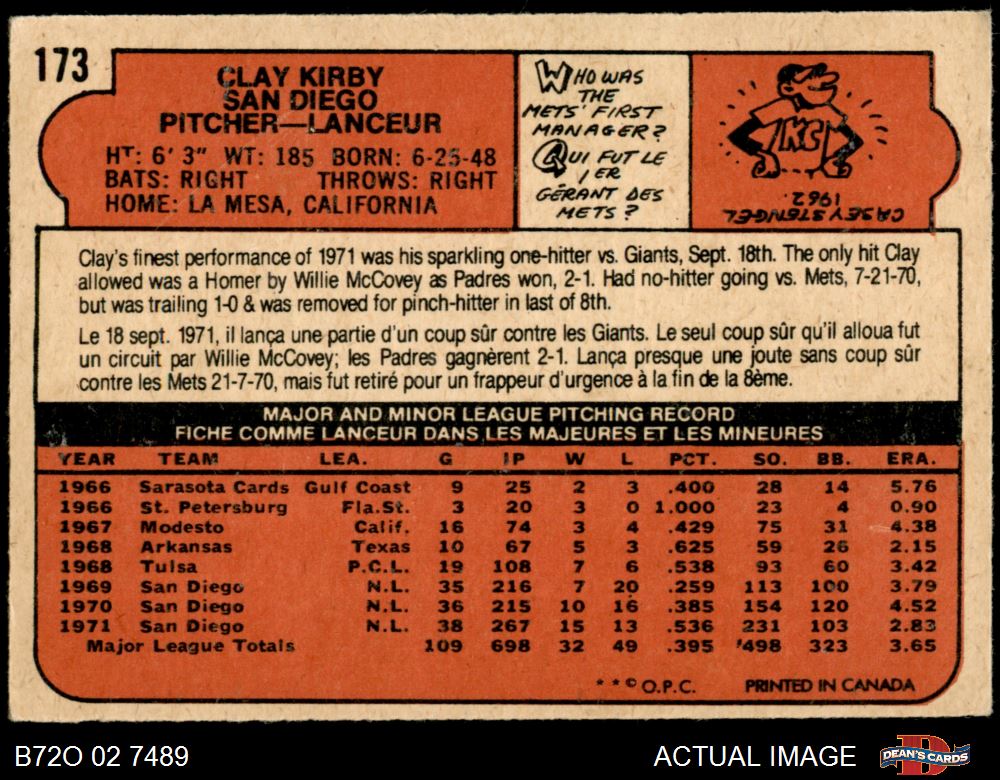 173
CLAY KIRBY
SAN DIEGO
PITCHER—LANCEUR
HT: 6' 3" WT: 185 BORN: 6-25-48
BATS: RIGHT THROWS: RIGHT
HOME: LA MESA, CALIFORNIA
WHO WAS
THE
METS' FIRST
MANAGER?
QUI FUT LE
1ER
GÉRANT DES
METS?
KC
CASEY STENGEL
1962
Clay's finest performance of 1971 was his sparkling one-hitter vs. Giants, Sept. 18th. The only hit Clay
allowed was a Homer by Willie McCovey as Padres won, 2-1. Had no-hitter going vs. Mets, 7-21-70,
but was trailing 1-0 & was removed for pinch-hitter in last of 8th.
Le 18 sept. 1971, il lança une partie d'un coup sûr contre les Giants. Le seul coup sûr qu'il alloua fut
un circuit par Willie McCovey; les Padres gagnèrent 2-1. Lança presque une joute sans coup sûr
contre les Mets 21-7-70, mais fut retiré pour un frappeur d'urgence à la fin de la 8ème.
MAJOR AND MINOR LEAGUE PITCHING RECORD
FICHE COMME LANCEUR DANS LES MAJEURES ET LES MINEURES
YEAR TEAM LEA. G IP W L PCT. SO. BB. ERA.
1966 Sarasota Cards Gulf Coast 9 25 2 3 .400 28 14 5.76
1966 St. Petersburg Fla.St. 3 20 3 0 1.000 23 4 0.90
1967 Modesto Calif. 16 74 3 4 .429 75 31 4.38
1968 Arkansas Texas 10 67 5 3 .625 59 26 2.15
1968 Tulsa P.C.L. 19 108 7 6 .538 93 60 3.42
1969 San Diego N.L. 35 216 7 20 .259 113 100 3.79
1970 San Diego N.L. 36 215 10 16 .385 154 120 4.52
1971 San Diego N.L. 38 267 15 13 .536 231 103 2.83
Major League Totals 109 698 32 49 .395 498 323 3.65
* * © O.P.C. PRINTED IN CANADA
B72O 02 7489 ACTUAL IMAGE DEAN'S CARDS